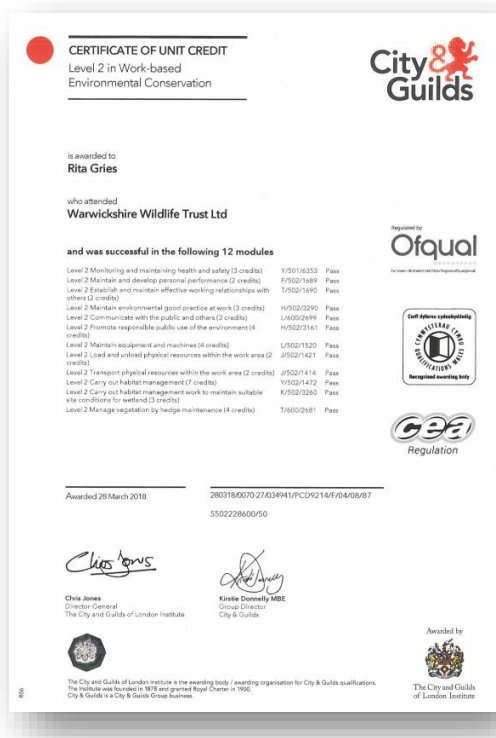 CERTIFICATE OF UNIT CREDIT
Level 2 in Work-based
Environmental Conservation
City&
Guilds
is awarded to
Rita Gries
who attended
Warwickshire Wildlife Trust Ltd
and was successful in the following 12 modules
Level 2 Monitoring and maintaining health and safety (3 credits) Y/501/6353 Pass
Level 2 Maintain and develop personal performance (2 credits) F/502/1689 Pass
Level 2 Establish and maintain effective working relationships with T/502/1690 Pass
others (2 credits)
Level 2 Maintain environmental good practice at work (3 credits) H/502/3290 Pass
Level 2 Communicate with the public and others (3 credits) L/600/2699 Pass
Level 2 Promote responsible public use of the environment (4 H/502/3161 Pass
credits)
Level 2 Maintain equipment and machines (4 credits) L/502/1520 Pass
Level 2 Load and unload physical resources within the work area (2 J/502/1421 Pass
credits)
Level 2 Transport physical resources within the work area (2 credits) J/502/1414 Pass
Level 2 Carry out habitat management (7 credits) Y/502/1472 Pass
Level 2 Carry out habitat management work to maintain suitable K/502/3260 Pass
site conditions for wetland (3 credits)
Level 2 Manage vegetation by hedge maintenance (4 credits) T/600/2681 Pass
Regulated by
Ofqual
Corff dyfarnu cydnabyddedig
CYMWYSTERAU CYMRU
QUALIFICATIONS WALES
Recognised awarding body
cea
Regulation
Awarded 28 March 2018
280318/0070-27/034941/PCD9214/F/04/08/87
5502228600/50
Chris Jones
Chris Jones
Director-General
The City and Guilds of London Institute
Kirstie Donnelly MBE
Group Director
City & Guilds
Awarded by
The City and Guilds
of London Institute
The City and Guilds of London Institute is the awarding body / awarding organisation for City & Guilds qualifications.
The Institute was founded in 1878 and granted Royal Charter in 1900.
City & Guilds is a City & Guilds Group business.
R06